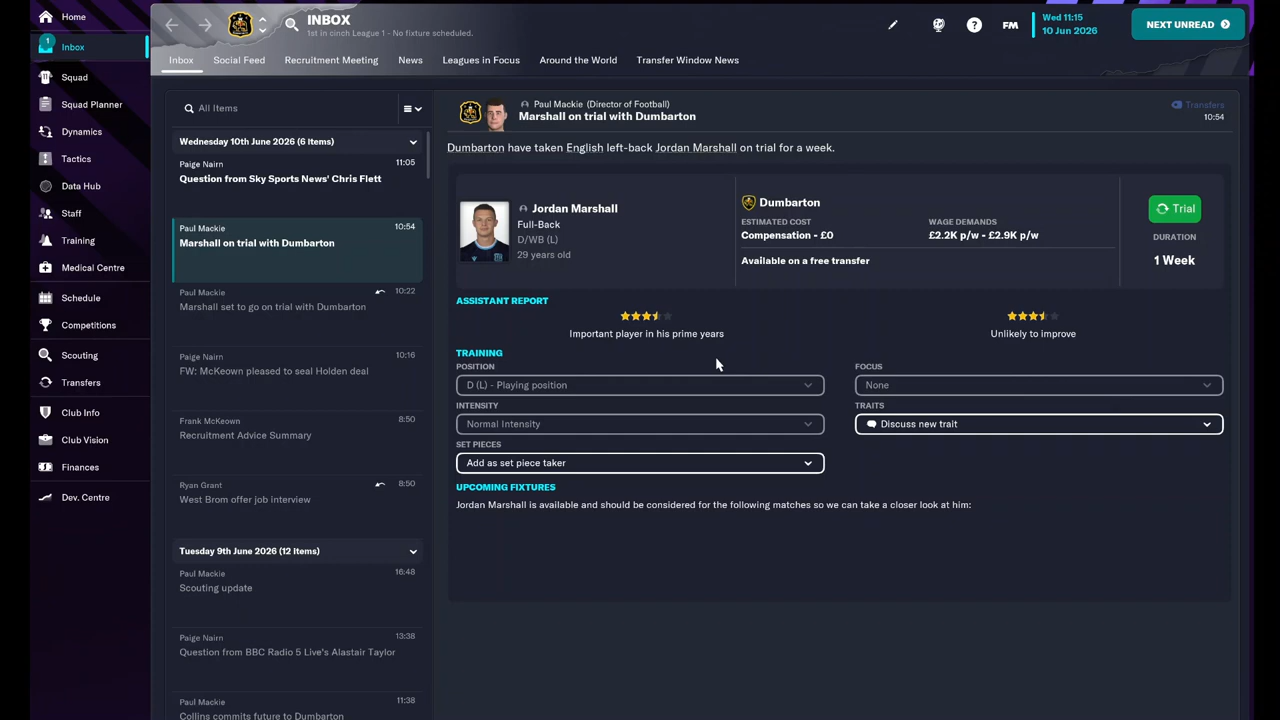 Home
1
Inbox
Squad
Squad Planner
Dynamics
Tactics
Data Hub
Staff
Training
Medical Centre
Schedule
Competitions
Scouting
Transfers
Club Info
Club Vision
Finances
Dev. Centre
INBOX
1st in cinch League 1 - No fixture scheduled.
FM
Wed 11:15
10 Jun 2026
NEXT UNREAD
Inbox
Social Feed
Recruitment Meeting
News
Leagues in Focus
Around the World
Transfer Window News
All Items
Wednesday 10th June 2026 (6 Items)
Paige Nairn 11:05
Question from Sky Sports News' Chris Flett
Paul Mackie 10:54
Marshall on trial with Dumbarton
Paul Mackie 10:22
Marshall set to go on trial with Dumbarton
Paige Nairn 10:16
FW: McKeown pleased to seal Holden deal
Frank McKeown 8:50
Recruitment Advice Summary
Ryan Grant 8:50
West Brom offer job interview
Tuesday 9th June 2026 (12 Items)
Paul Mackie 16:48
Scouting update
Paige Nairn 13:38
Question from BBC Radio 5 Live's Alastair Taylor
Paul Mackie 11:38
Collins commits future to Dumbarton
Paul Mackie (Director of Football)
Marshall on trial with Dumbarton
Transfers
10:54
Dumbarton have taken English left-back Jordan Marshall on trial for a week.
Jordan Marshall
Full-Back
D/WB (L)
29 years old
Dumbarton
ESTIMATED COST
Compensation - £0
WAGE DEMANDS
£2.2K p/w - £2.9K p/w
Available on a free transfer
Trial
DURATION
1 Week
ASSISTANT REPORT
Important player in his prime years
Unlikely to improve
TRAINING
POSITION
D (L) - Playing position
FOCUS
None
INTENSITY
Normal Intensity
TRAITS
Discuss new trait
SET PIECES
Add as set piece taker
UPCOMING FIXTURES
Jordan Marshall is available and should be considered for the following matches so we can take a closer look at him: